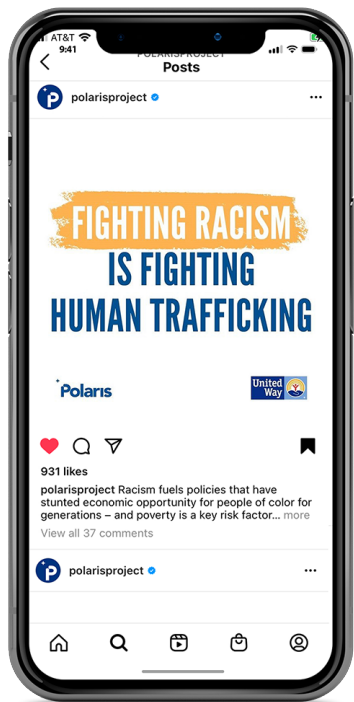 AT&T
9:41
POLARISPROJECT
Posts
polarisproject
FIGHTING RACISM
IS FIGHTING
HUMAN TRAFFICKING
Polaris
United
Way
931 likes
polarisproject Racism fuels policies that have
stunted economic opportunity for people of color for
generations – and poverty is a key risk factor... more
View all 37 comments
polarisproject